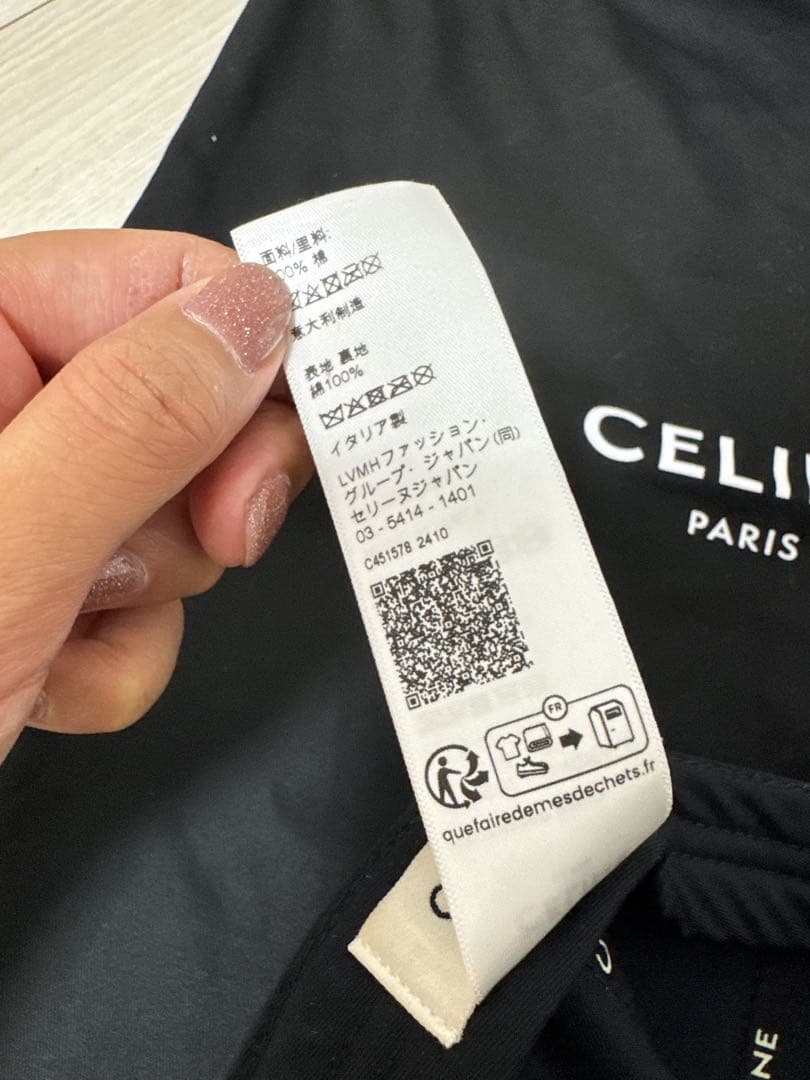 面料/里料:
00% 棉
意大利制造
表地 裏地
綿100%
イタリア製
LVMHファッション・
グループ・ジャパン(同)
セリーヌジャパン
03 - 5414 - 1401
C451578 2410
FR
quefairedemesdechets.fr
CELI
PARIS
NE